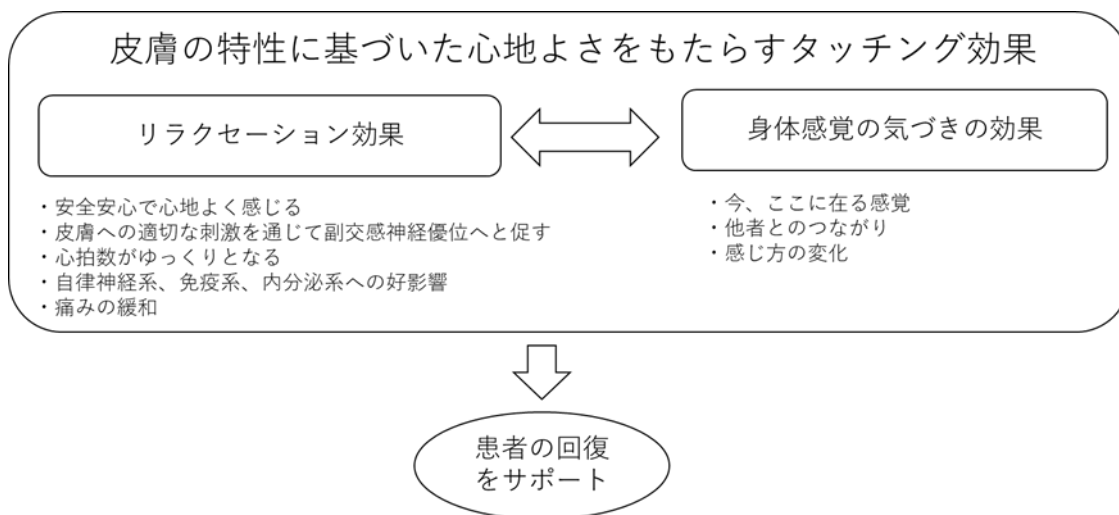 皮膚の特性に基づいた心地よさをもたらすタッチング効果
リラクセーション効果
・安全安心で心地よく感じる
・皮膚への適切な刺激を通じて副交感神経優位へと促す
・心拍数がゆっくりとなる
・自律神経系、免疫系、内分泌系への好影響
・痛みの緩和
身体感覚の気づきの効果
・今、ここに在る感覚
・他者とのつながり
・感じ方の変化
患者の回復
をサポート